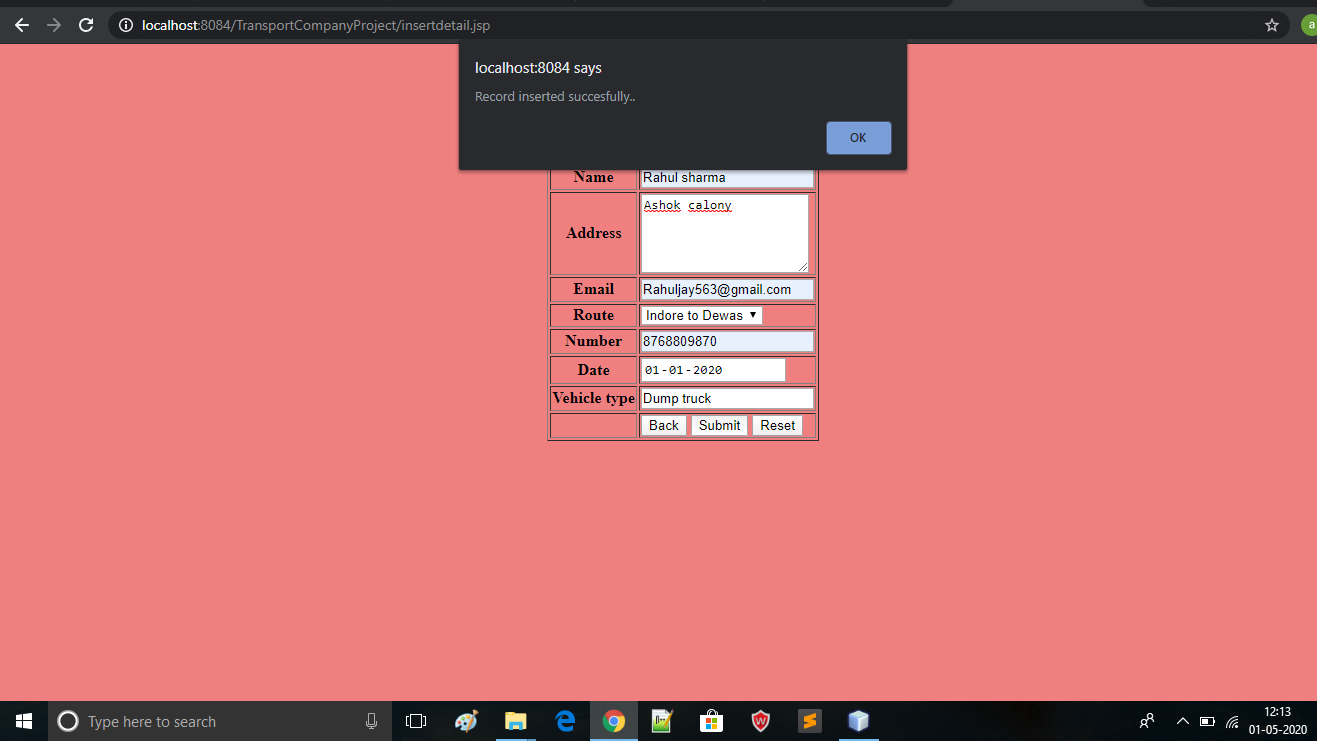 localhost:8084/TransportCompanyProject/insertdetail.jsp
a
localhost:8084 says
Record inserted succesfully..
OK
Name Rahul sharma
Address Ashok calony
Email Rahuljay563@gmail.com
Route Indore to Dewas
Number 8768809870
Date 01-01-2020
Vehicle type Dump truck
Back Submit Reset
Type here to search
12:13
01-05-2020